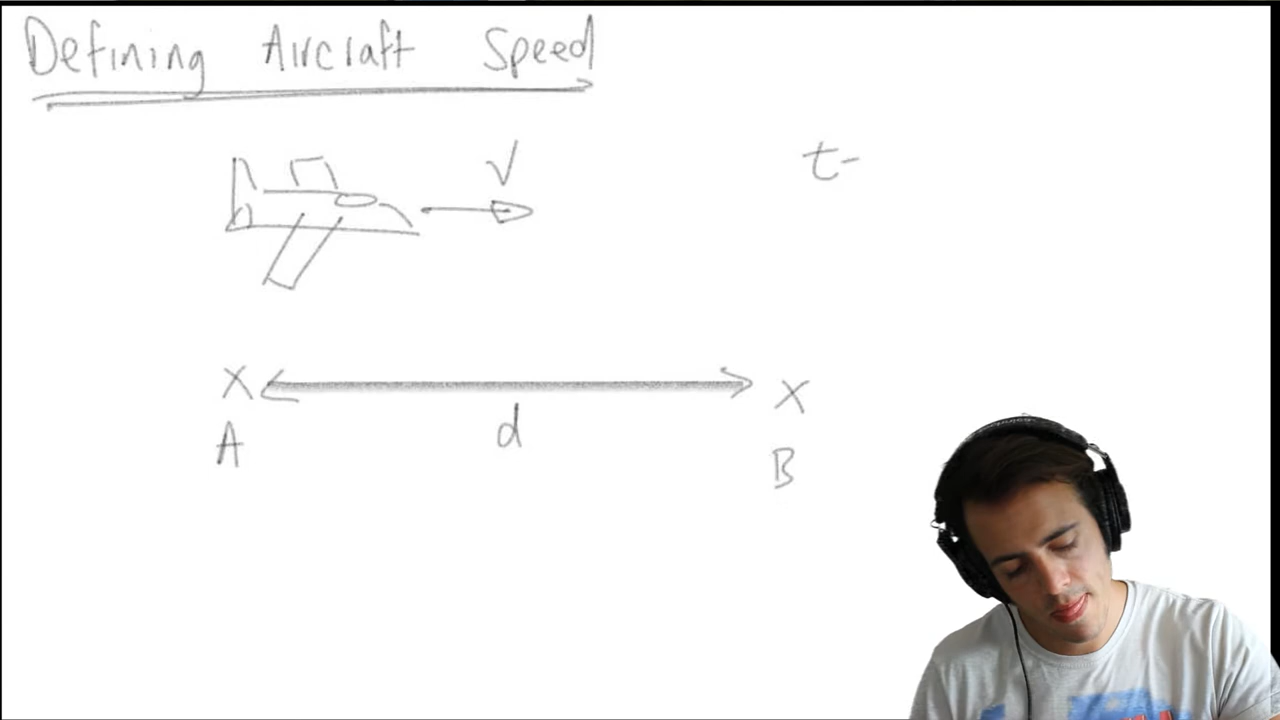 Defining Aircraft Speed
V
t-
X X
d
A B